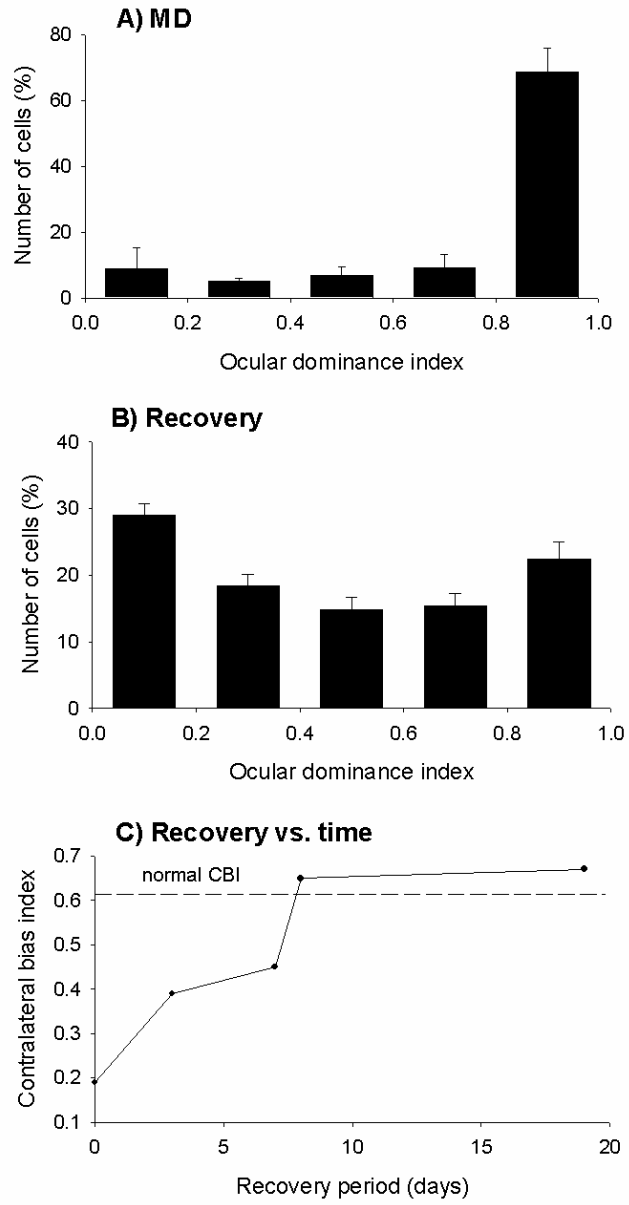 A) MD
Number of cells (%)
80
60
40
20
0
0.0 0.2 0.4 0.6 0.8 1.0
Ocular dominance index
B) Recovery
Number of cells (%)
40
30
20
10
0
0.0 0.2 0.4 0.6 0.8 1.0
Ocular dominance index
C) Recovery vs. time
Contralateral bias index
0.7
normal CBI
0.6
0.5
0.4
0.3
0.2
0.1
0 5 10 15 20
Recovery period (days)